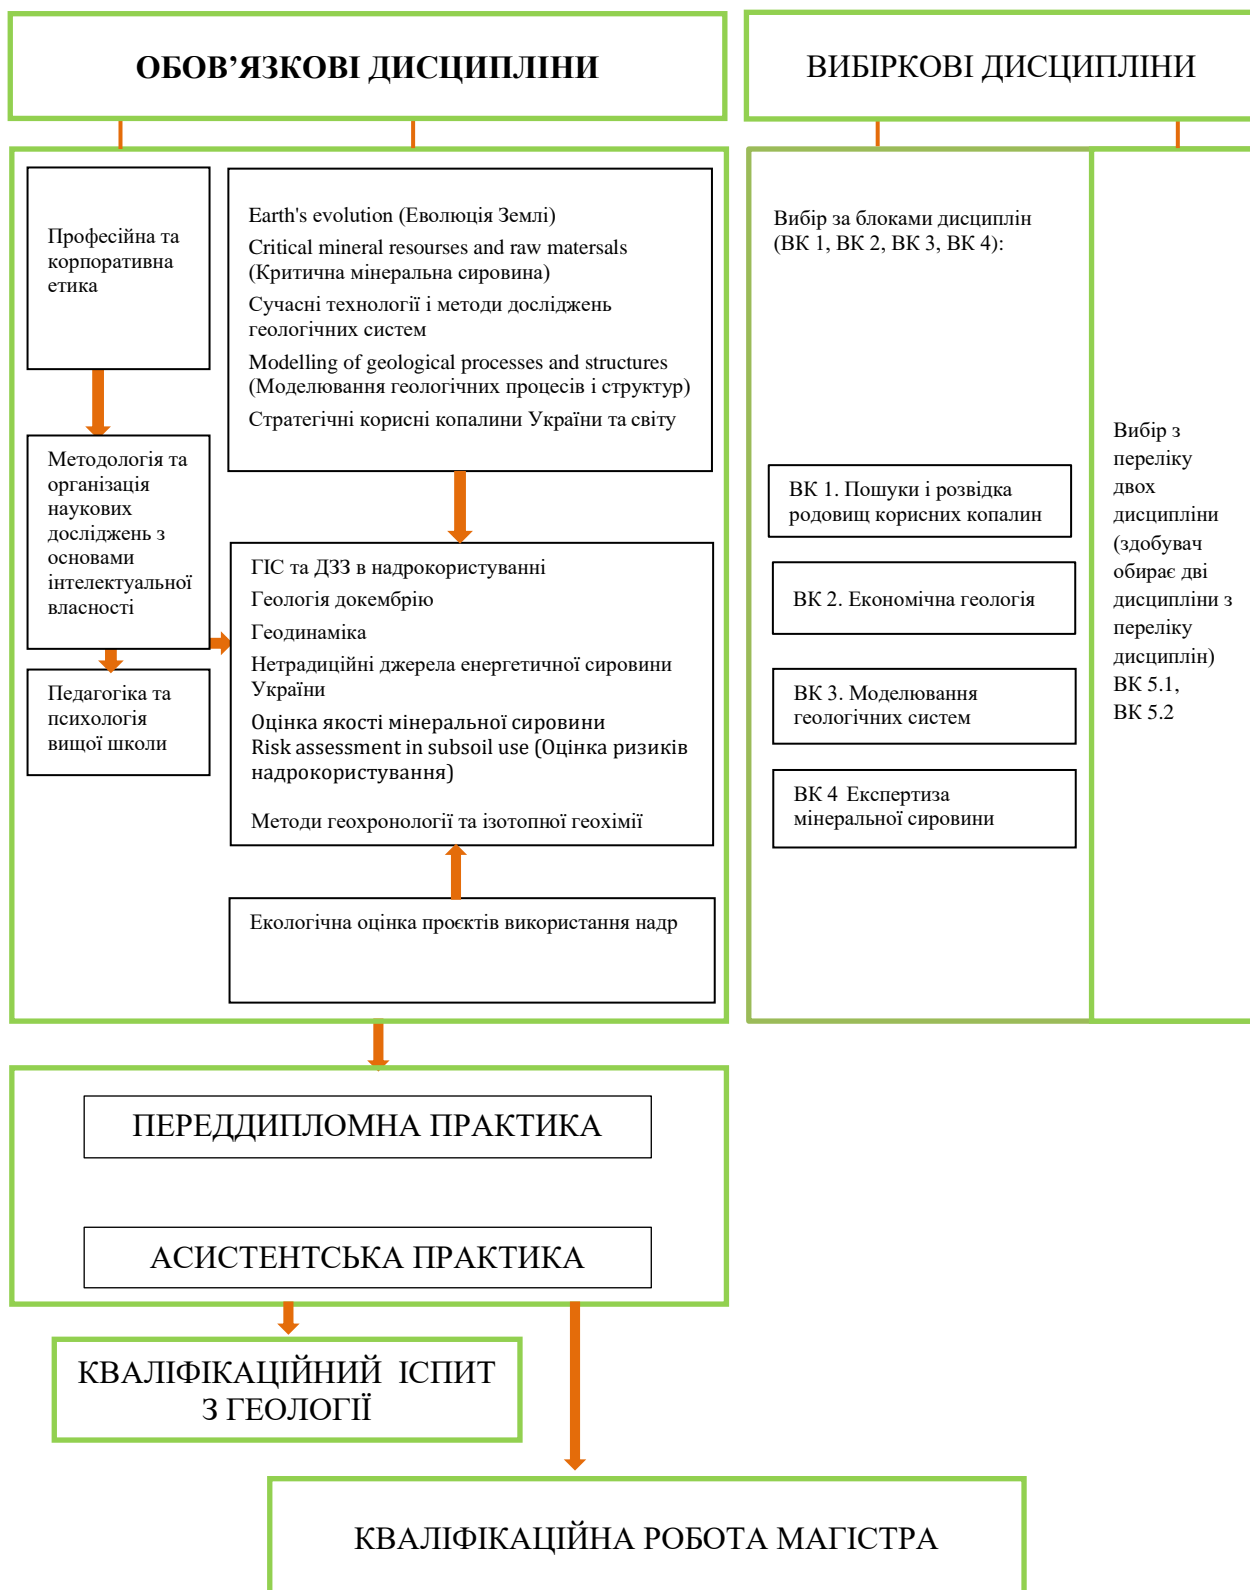 ОБОВ’ЯЗКОВІ ДИСЦИПЛІНИ
ВИБІРКОВІ ДИСЦИПЛІНИ
Професійна та
корпоративна
етика
Методологія та
організація
наукових
досліджень з
основами
інтелектуальної
власності
Педагогіка та
психологія
вищої школи
Earth's evolution (Еволюція Землі)
Critical mineral resourses and raw matersals
(Критична мінеральна сировина)
Сучасні технології і методи досліджень
геологічних систем
Modelling of geological processes and structures
(Моделювання геологічних процесів і структур)
Стратегічні корисні копалини України та світу
ГІС та ДЗЗ в надрокористуванні
Геологія докембрію
Геодинаміка
Нетрадиційні джерела енергетичної сировини
України
Оцінка якості мінеральної сировини
Risk assessment in subsoil use (Оцінка ризиків
надрокористування)
Методи геохронології та ізотопної геохімії
Екологічна оцінка проєктів використання надр
Вибір за блоками дисциплін
(ВК 1, ВК 2, ВК 3, ВК 4):
ВК 1. Пошуки і розвідка
родовищ корисних копалин
ВК 2. Економічна геологія
ВК 3. Моделювання
геологічних систем
ВК 4 Експертиза
мінеральної сировини
Вибір з
переліку
двох
дисципліни
(здобувач
обирає дві
дисципліни з
переліку
дисциплін)
ВК 5.1,
ВК 5.2
ПЕРЕДДИПЛОМНА ПРАКТИКА
АСИСТЕНТСЬКА ПРАКТИКА
КВАЛІФІКАЦІЙНИЙ ІСПИТ
З ГЕОЛОГІЇ
КВАЛІФІКАЦІЙНА РОБОТА МАГІСТРА